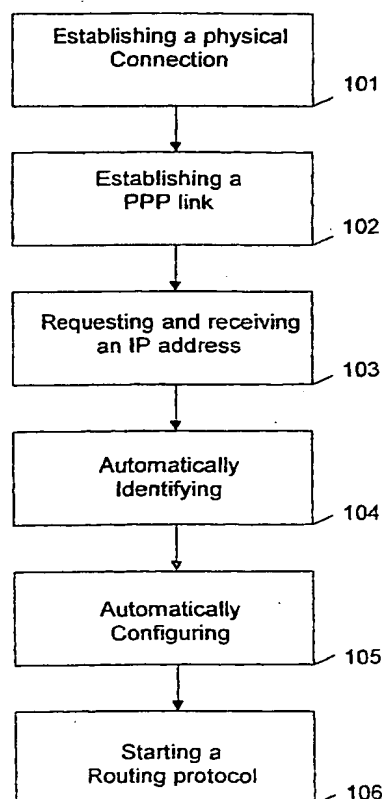 Establishing a physical
Connection
101
Establishing a
PPP link
102
Requesting and receiving
an IP address
103
Automatically
Identifying
104
Automatically
Configuring
105
Starting a
Routing protocol
106